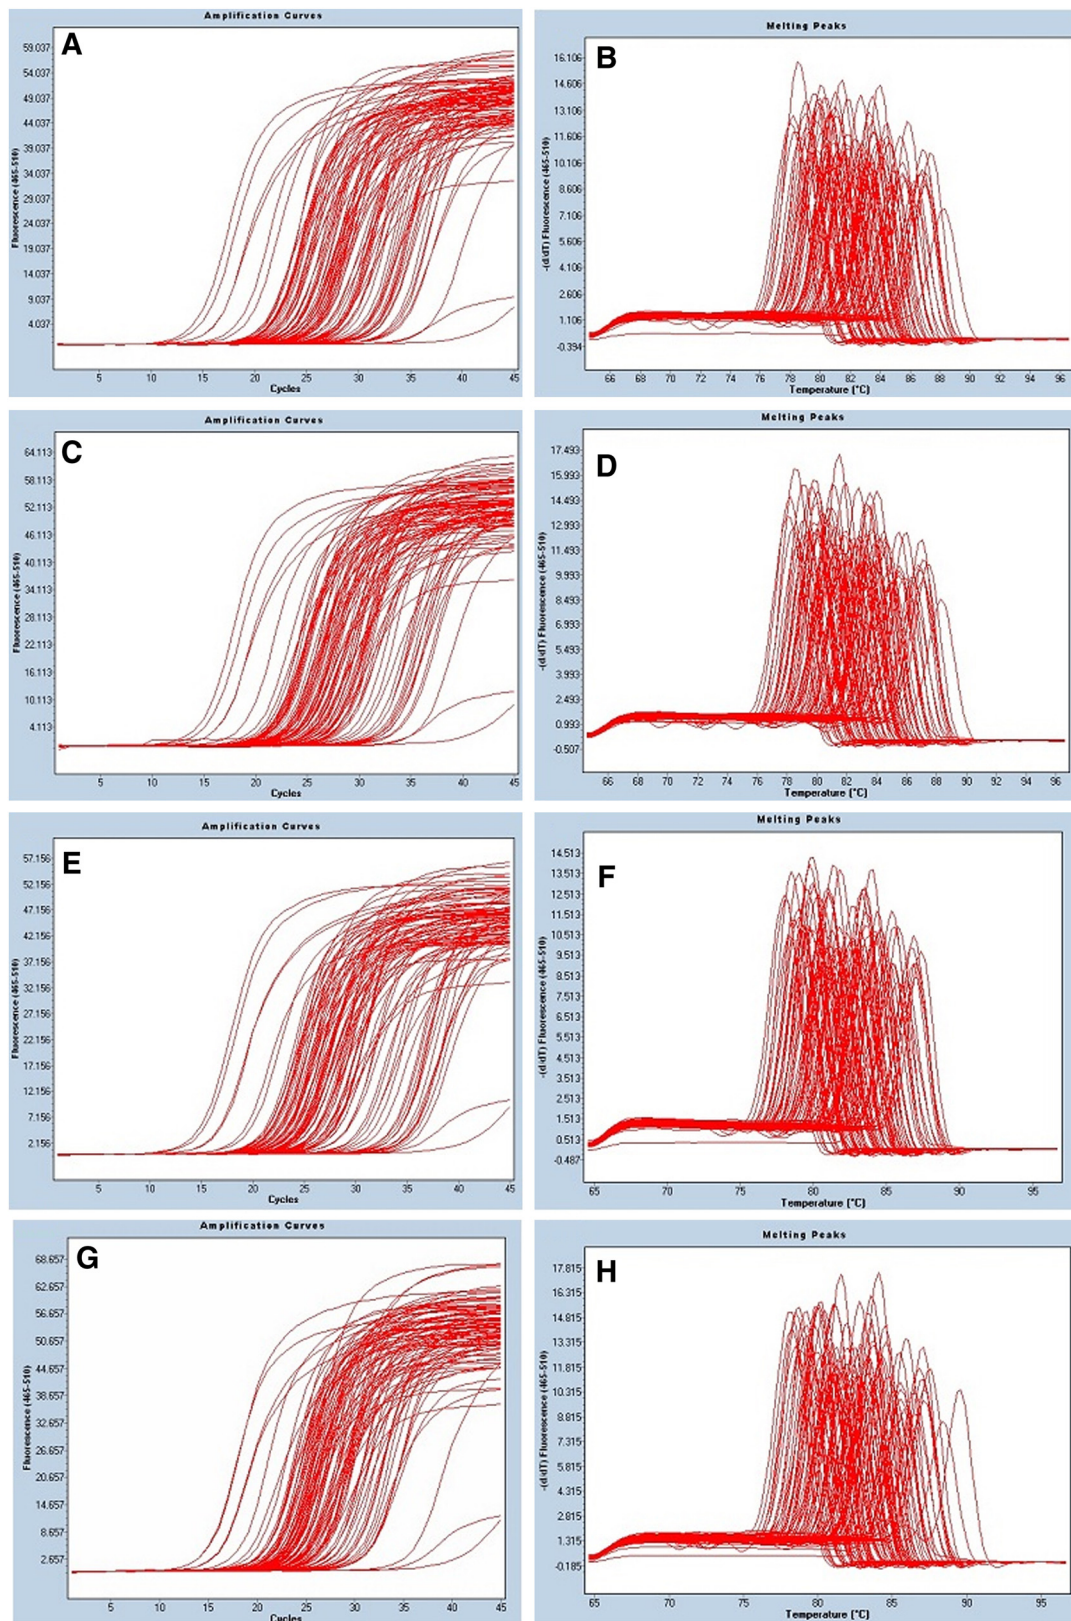 Amplification Curves
A
Fluorescence (465-510)
59.037
54.037
49.037
44.037
39.037
34.037
29.037
24.037
19.037
14.037
9.037
4.037
5 10 15 20 25 30 35 40 45
Cycles
Melting Peaks
B
-(d/dT) Fluorescence (465-510)
16.106
14.606
13.106
11.606
10.106
8.606
7.106
5.606
4.106
2.606
1.106
-0.394
66 68 70 72 74 76 78 80 82 84 86 88 90 92 94 96
Temperature (°C)
Amplification Curves
C
Fluorescence (465-510)
64.113
58.113
52.113
46.113
40.113
34.113
28.113
22.113
16.113
10.113
4.113
5 10 15 20 25 30 35 40 45
Cycles
Melting Peaks
D
-(d/dT) Fluorescence (465-510)
17.493
15.993
14.493
12.993
11.493
9.993
8.493
6.993
5.493
3.993
2.493
0.993
-0.507
66 68 70 72 74 76 78 80 82 84 86 88 90 92 94 96
Temperature (°C)
Amplification Curves
E
Fluorescence (465-510)
57.156
52.156
47.156
42.156
37.156
32.156
27.156
22.156
17.156
12.156
7.156
2.156
5 10 15 20 25 30 35 40 45
Cycles
Melting Peaks
F
-(d/dT) Fluorescence (465-510)
14.513
13.513
12.513
11.513
10.513
9.513
8.513
7.513
6.513
5.513
4.513
3.513
2.513
1.513
0.513
-0.487
65 70 75 80 85 90 95
Temperature (°C)
Amplification Curves
G
Fluorescence (465-510)
68.657
62.657
56.657
50.657
44.657
38.657
32.657
26.657
20.657
14.657
8.657
2.657
5 10 15 20 25 30 35 40 45
Cycles
Melting Peaks
H
-(d/dT) Fluorescence (465-510)
17.815
16.315
14.815
13.315
11.815
10.315
8.815
7.315
5.815
4.315
2.815
1.315
-0.185
65 70 75 80 85 90 95
Temperature (°C)